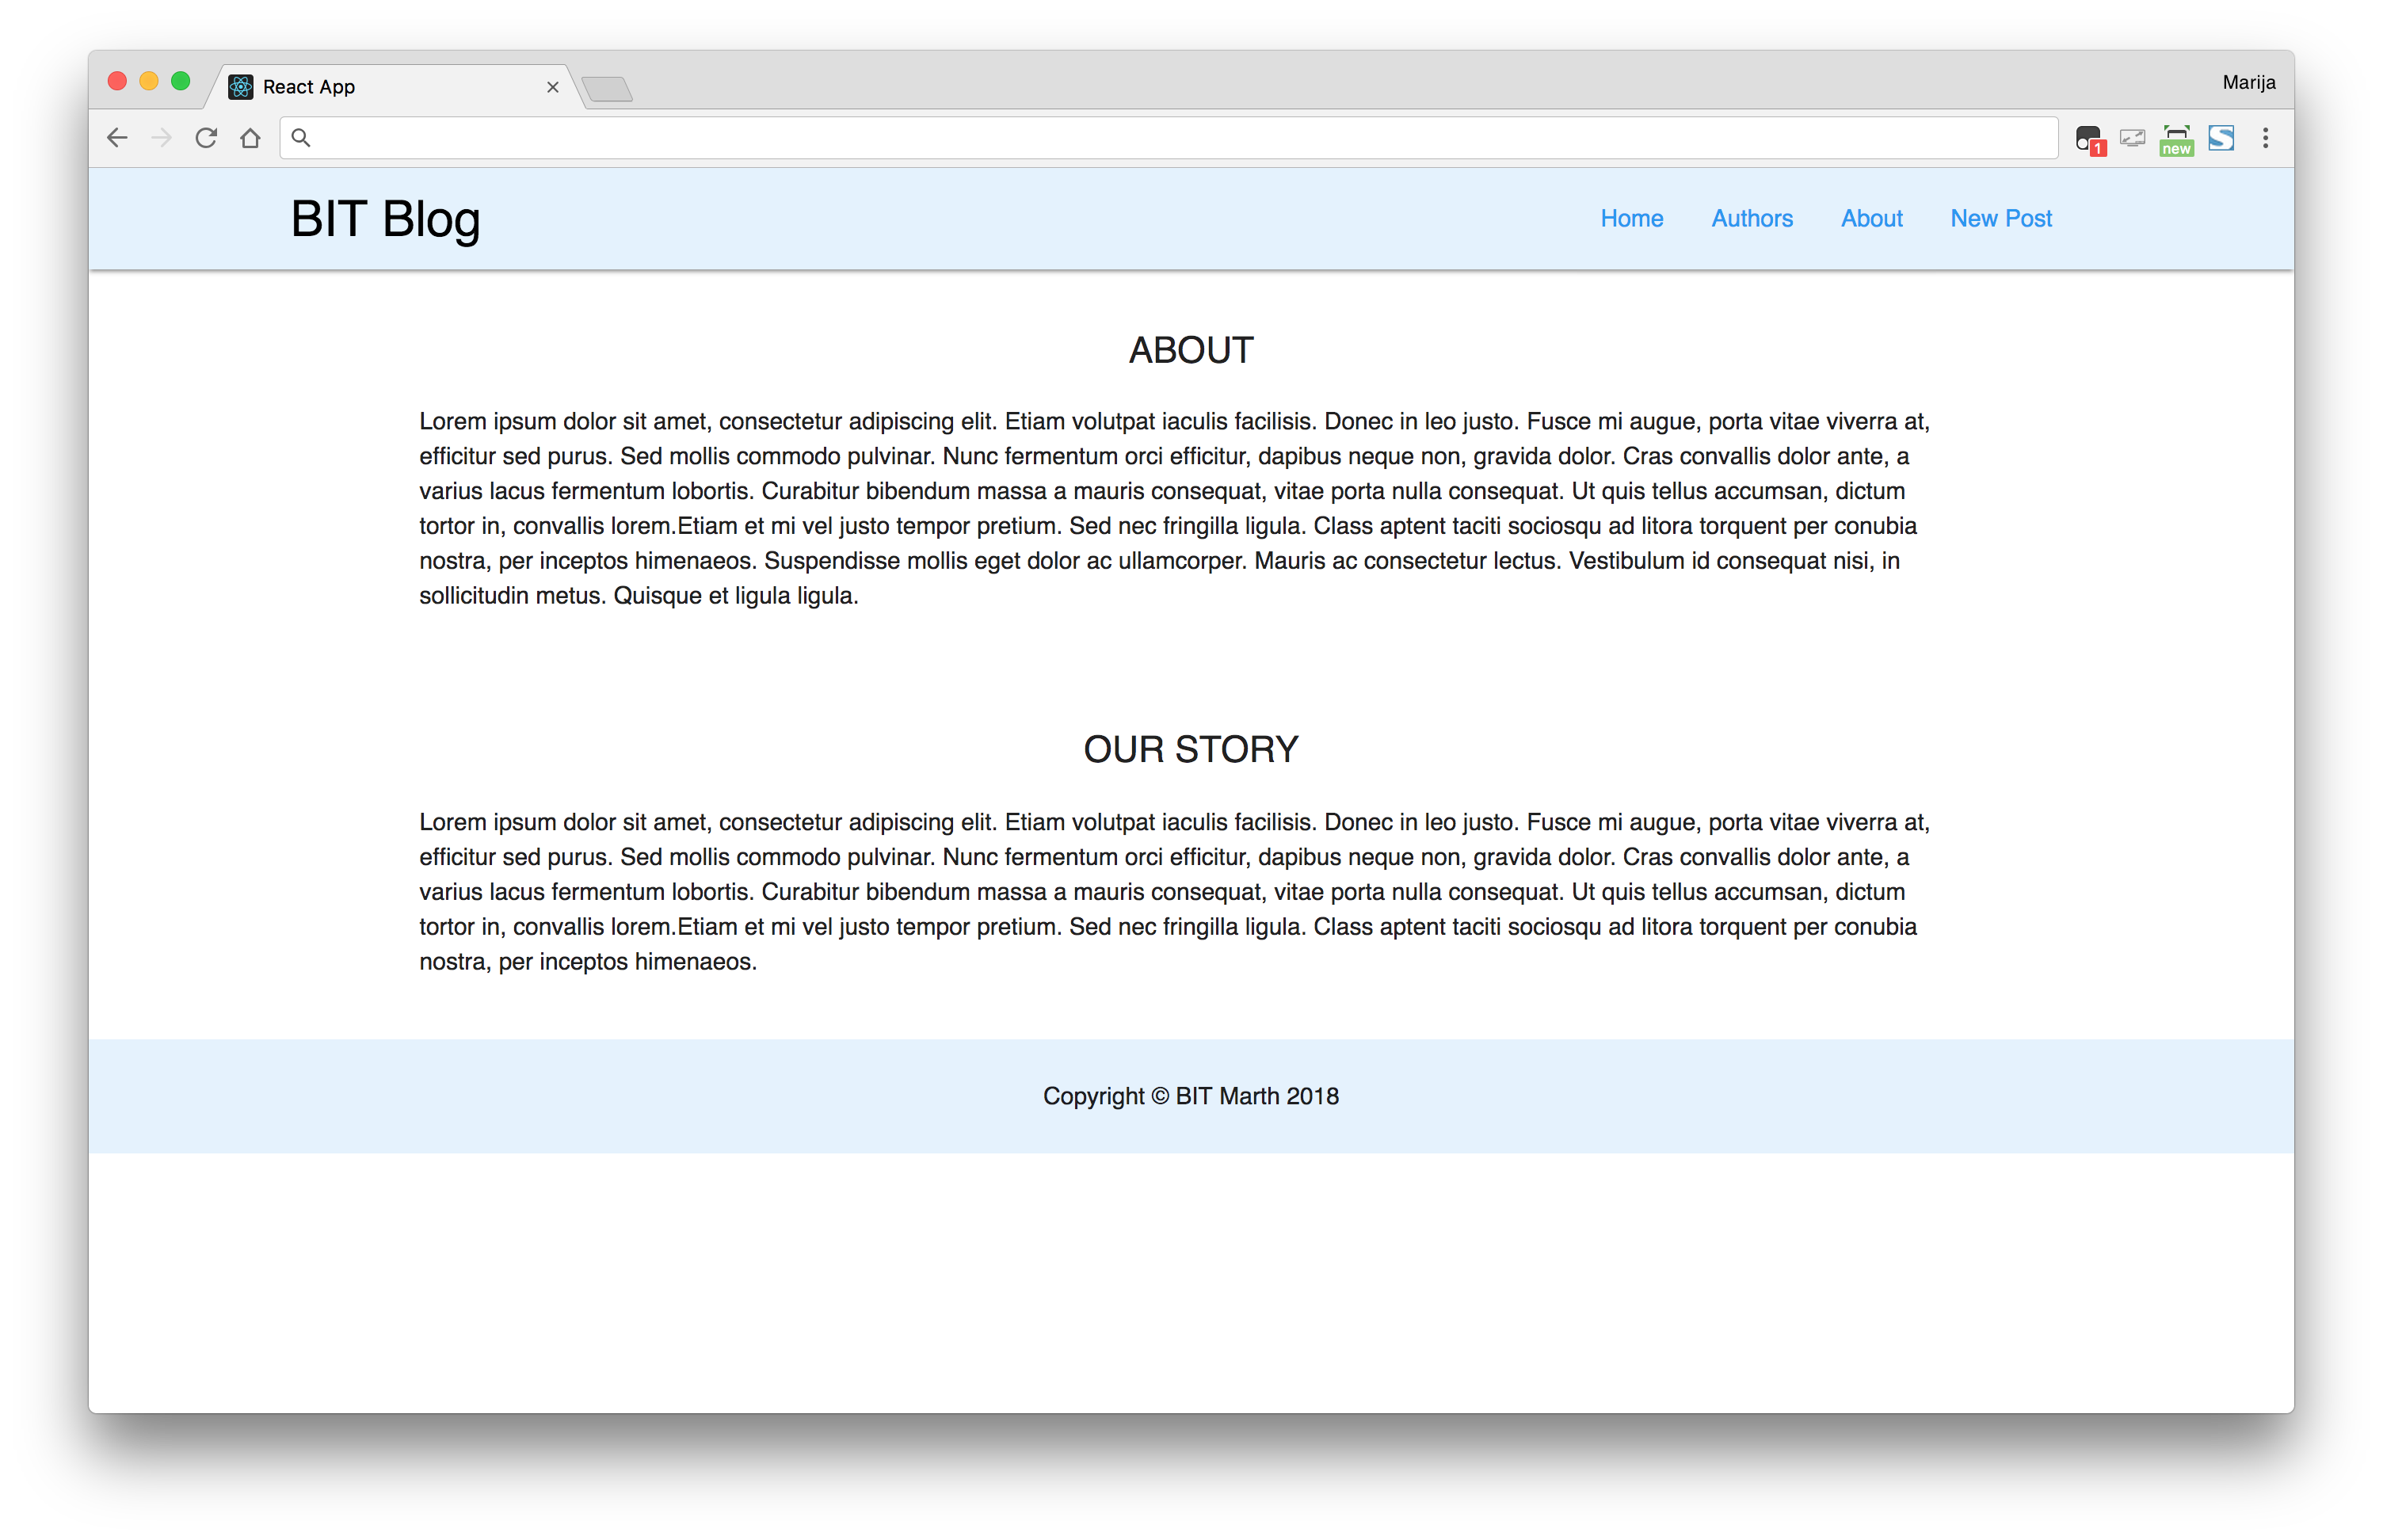 React App
Marija
1
new
BIT Blog
Home Authors About New Post
ABOUT
Lorem ipsum dolor sit amet, consectetur adipiscing elit. Etiam volutpat iaculis facilisis. Donec in leo justo. Fusce mi augue, porta vitae viverra at,
efficitur sed purus. Sed mollis commodo pulvinar. Nunc fermentum orci efficitur, dapibus neque non, gravida dolor. Cras convallis dolor ante, a
varius lacus fermentum lobortis. Curabitur bibendum massa a mauris consequat, vitae porta nulla consequat. Ut quis tellus accumsan, dictum
tortor in, convallis lorem.Etiam et mi vel justo tempor pretium. Sed nec fringilla ligula. Class aptent taciti sociosqu ad litora torquent per conubia
nostra, per inceptos himenaeos. Suspendisse mollis eget dolor ac ullamcorper. Mauris ac consectetur lectus. Vestibulum id consequat nisi, in
sollicitudin metus. Quisque et ligula ligula.
OUR STORY
Lorem ipsum dolor sit amet, consectetur adipiscing elit. Etiam volutpat iaculis facilisis. Donec in leo justo. Fusce mi augue, porta vitae viverra at,
efficitur sed purus. Sed mollis commodo pulvinar. Nunc fermentum orci efficitur, dapibus neque non, gravida dolor. Cras convallis dolor ante, a
varius lacus fermentum lobortis. Curabitur bibendum massa a mauris consequat, vitae porta nulla consequat. Ut quis tellus accumsan, dictum
tortor in, convallis lorem.Etiam et mi vel justo tempor pretium. Sed nec fringilla ligula. Class aptent taciti sociosqu ad litora torquent per conubia
nostra, per inceptos himenaeos.
Copyright © BIT Marth 2018